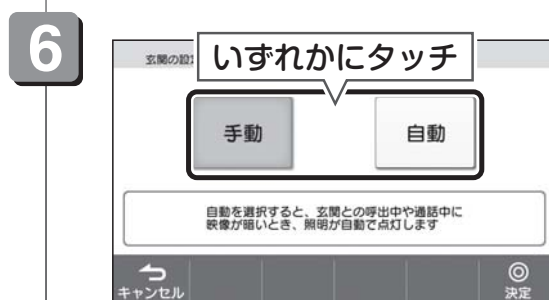 6
玄関の設
いずれかにタッチ
手動
自動
自動を選択すると、玄関との呼出中や通話中に
映像が暗いとき、照明が自動で点灯します
キャンセル
決定